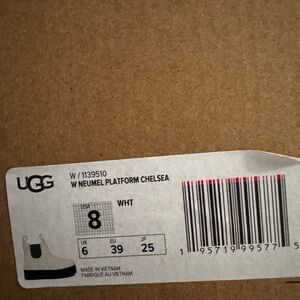 UGG
W / 1139510
W NEUMEL PLATFORM CHELSEA
USA
8
WHT
UK
6
EU
39
JP
25
1 95719 99577 5
MADE IN VIETNAM
FABRIQUÉ AU VIETNAM